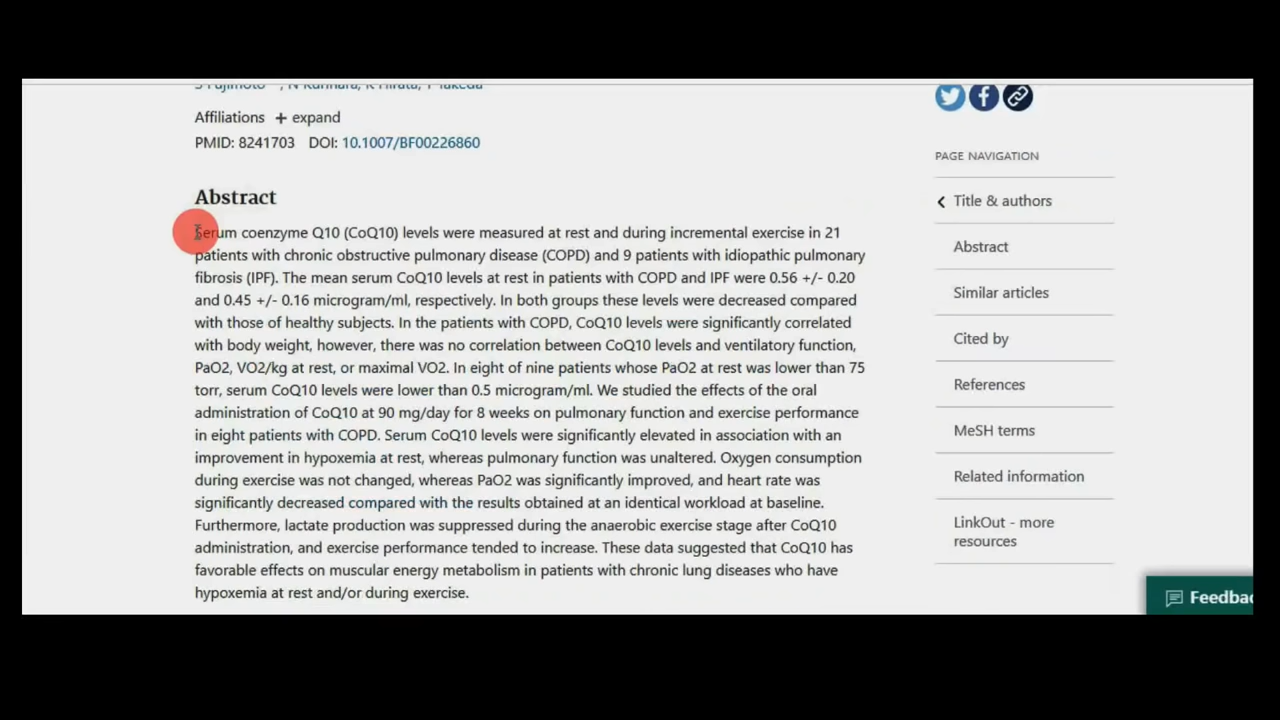 S Fujimoto, N Kurihara, K Hirata, T Takeda
Affiliations + expand
PMID: 8241703 DOI: 10.1007/BF00226860
Abstract
Serum coenzyme Q10 (CoQ10) levels were measured at rest and during incremental exercise in 21
patients with chronic obstructive pulmonary disease (COPD) and 9 patients with idiopathic pulmonary
fibrosis (IPF). The mean serum CoQ10 levels at rest in patients with COPD and IPF were 0.56 +/- 0.20
and 0.45 +/- 0.16 microgram/ml, respectively. In both groups these levels were decreased compared
with those of healthy subjects. In the patients with COPD, CoQ10 levels were significantly correlated
with body weight, however, there was no correlation between CoQ10 levels and ventilatory function,
PaO2, VO2/kg at rest, or maximal VO2. In eight of nine patients whose PaO2 at rest was lower than 75
torr, serum CoQ10 levels were lower than 0.5 microgram/ml. We studied the effects of the oral
administration of CoQ10 at 90 mg/day for 8 weeks on pulmonary function and exercise performance
in eight patients with COPD. Serum CoQ10 levels were significantly elevated in association with an
improvement in hypoxemia at rest, whereas pulmonary function was unaltered. Oxygen consumption
during exercise was not changed, whereas PaO2 was significantly improved, and heart rate was
significantly decreased compared with the results obtained at an identical workload at baseline.
Furthermore, lactate production was suppressed during the anaerobic exercise stage after CoQ10
administration, and exercise performance tended to increase. These data suggested that CoQ10 has
favorable effects on muscular energy metabolism in patients with chronic lung diseases who have
hypoxemia at rest and/or during exercise.
PAGE NAVIGATION
Title & authors
Abstract
Similar articles
Cited by
References
MeSH terms
Related information
LinkOut - more
resources
Feedbac